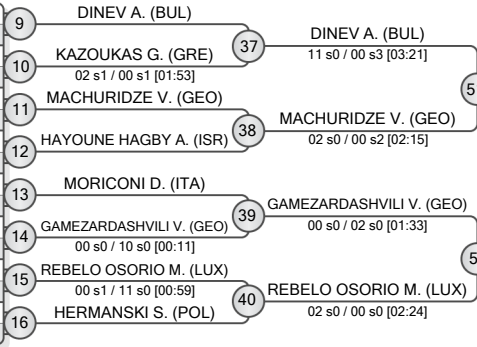 9
DINEV A. (BUL)
10
KAZOUKAS G. (GRE)
02 s1 / 00 s1 [01:53]
37
DINEV A. (BUL)
11 s0 / 00 s3 [03:21]
11
MACHURIDZE V. (GEO)
12
HAYOUNE HAGBY A. (ISR)
38
MACHURIDZE V. (GEO)
02 s0 / 00 s2 [02:15]
5
13
MORICONI D. (ITA)
14
GAMEZARDASHVILI V. (GEO)
00 s0 / 10 s0 [00:11]
39
GAMEZARDASHVILI V. (GEO)
00 s0 / 02 s0 [01:33]
15
REBELO OSORIO M. (LUX)
00 s1 / 11 s0 [00:59]
16
HERMANSKI S. (POL)
40
REBELO OSORIO M. (LUX)
02 s0 / 00 s0 [02:24]
5